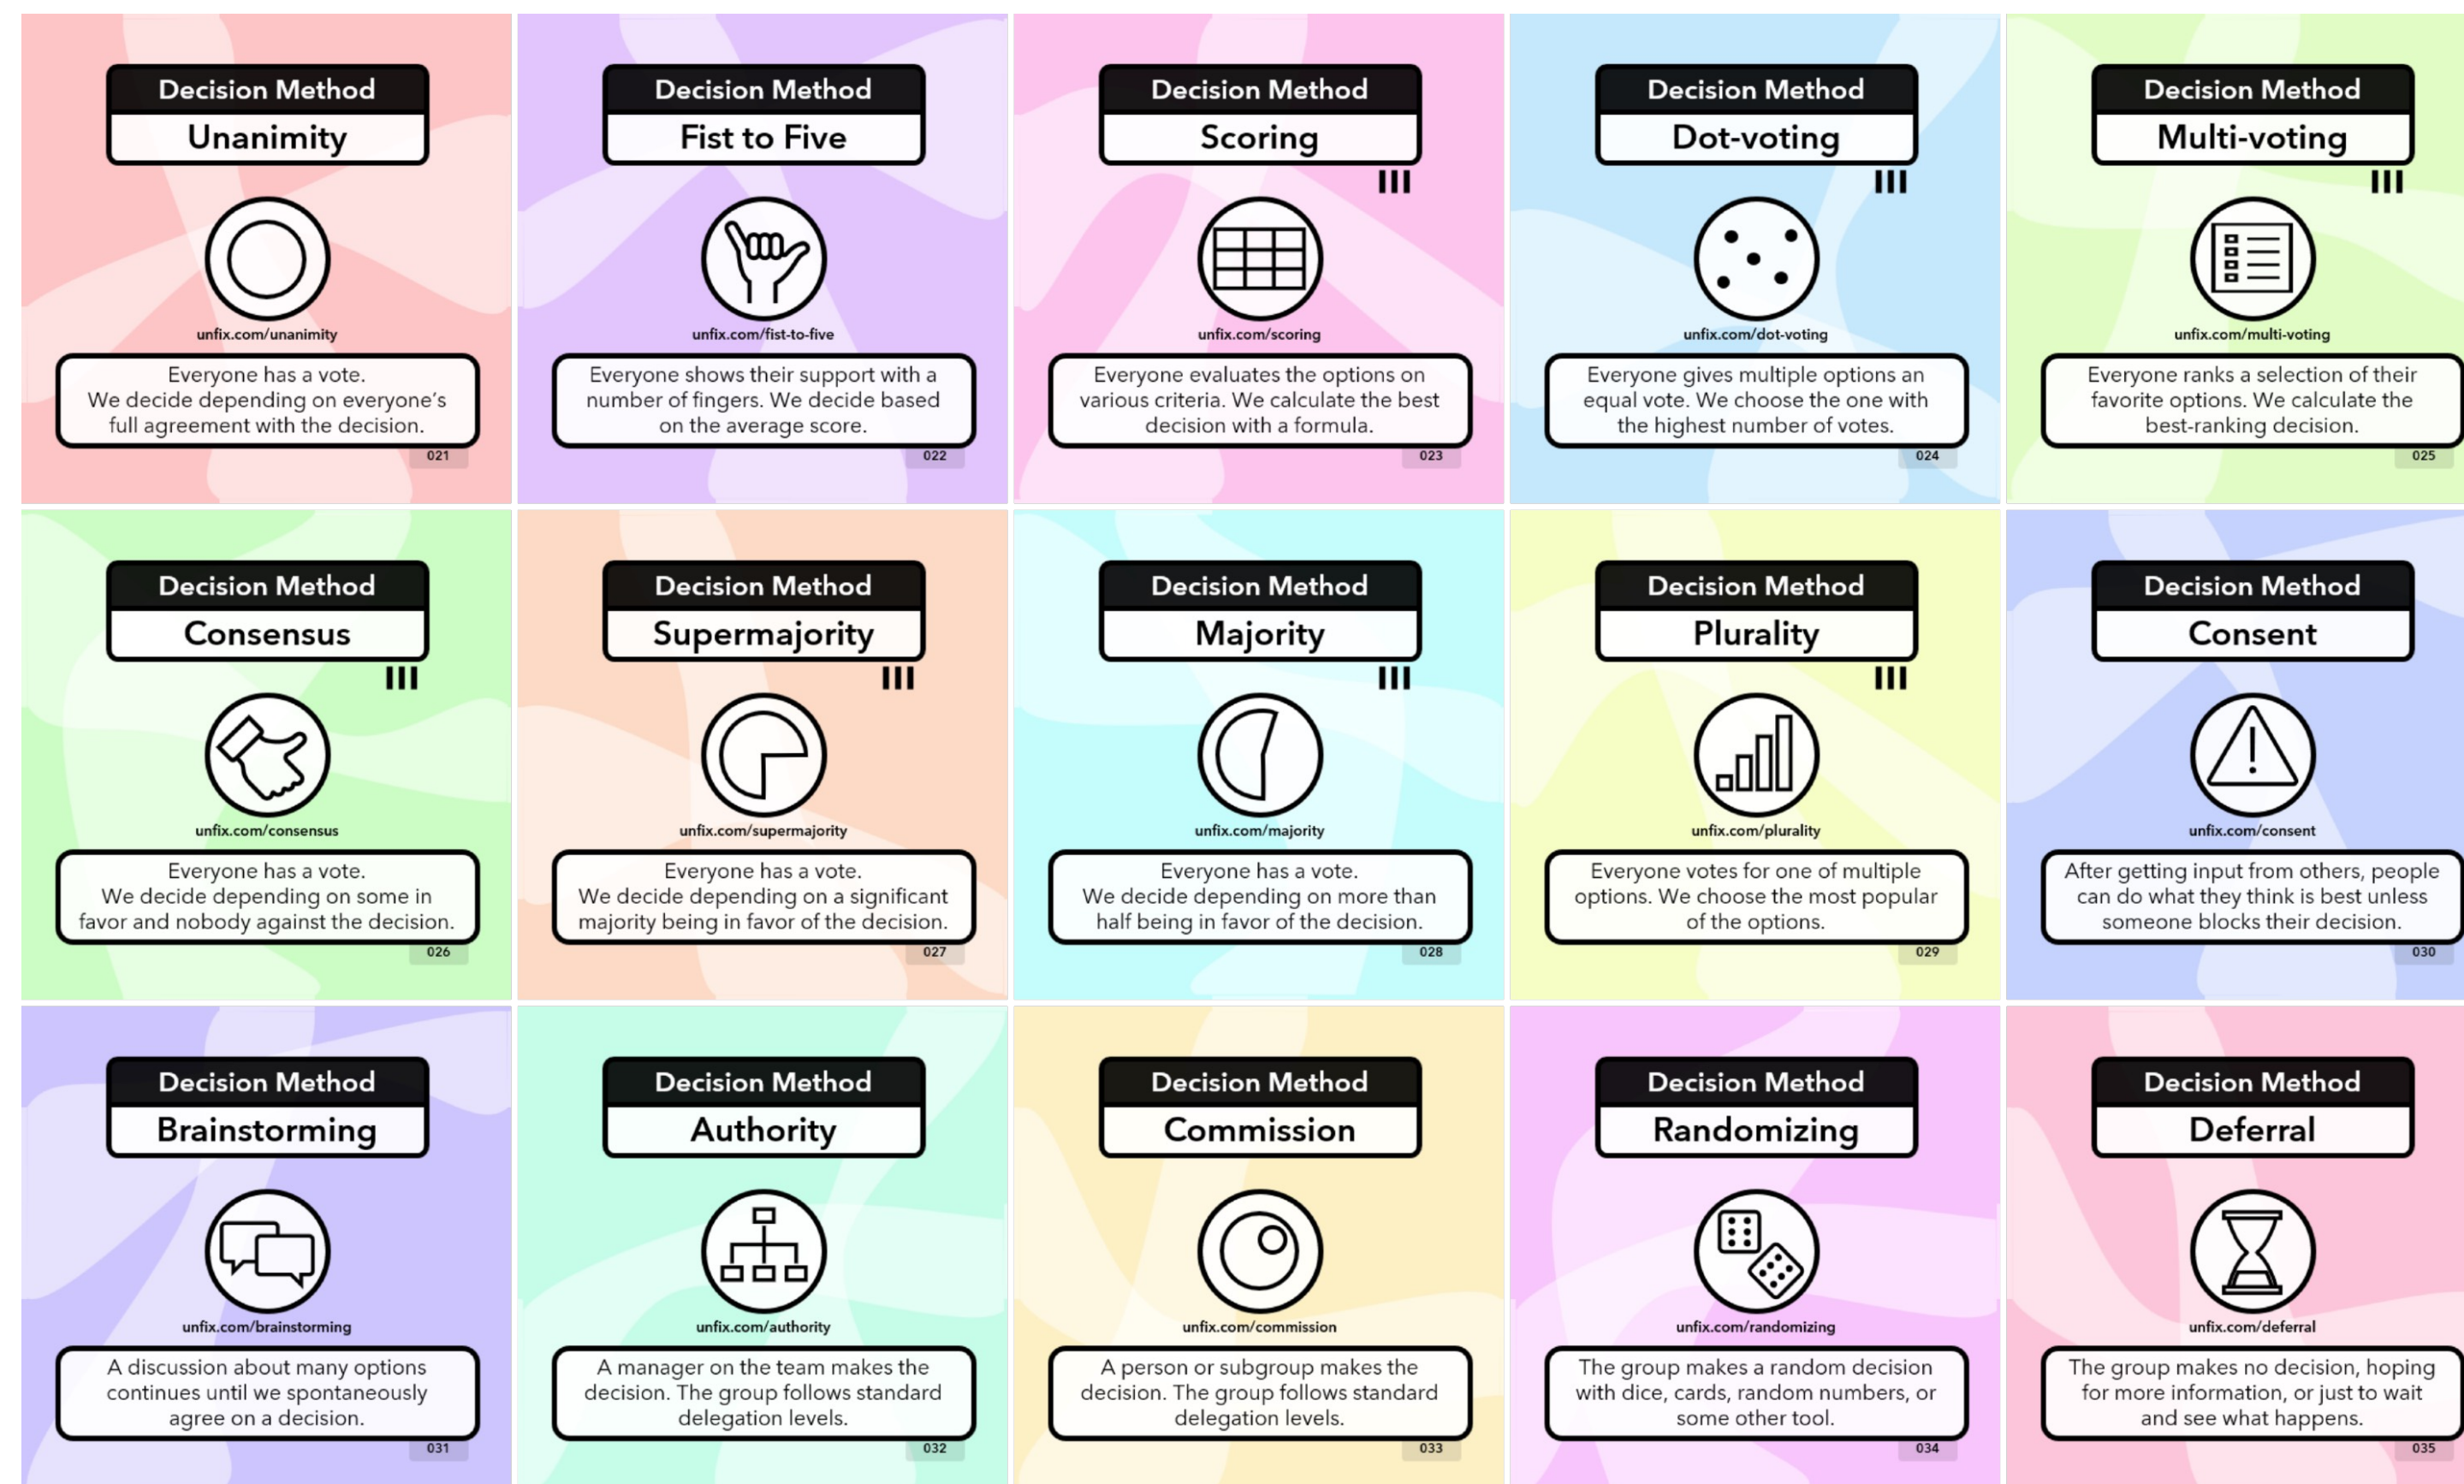 Decision Method
Unanimity
unfix.com/unanimity
Everyone has a vote.
We decide depending on everyone's
full agreement with the decision.
021
Decision Method
Fist to Five
unfix.com/fist-to-five
Everyone shows their support with a
number of fingers. We decide based
on the average score.
022
Decision Method
Scoring
unfix.com/scoring
Everyone evaluates the options on
various criteria. We calculate the best
decision with a formula.
023
Decision Method
Dot-voting
unfix.com/dot-voting
Everyone gives multiple options an
equal vote. We choose the one with
the highest number of votes.
024
Decision Method
Multi-voting
unfix.com/multi-voting
Everyone ranks a selection of their
favorite options. We calculate the
best-ranking decision.
025
Decision Method
Consensus
unfix.com/consensus
Everyone has a vote.
We decide depending on some in
favor and nobody against the decision.
026
Decision Method
Supermajority
unfix.com/supermajority
Everyone has a vote.
We decide depending on a significant
majority being in favor of the decision.
027
Decision Method
Majority
unfix.com/majority
Everyone has a vote.
We decide depending on more than
half being in favor of the decision.
028
Decision Method
Plurality
unfix.com/plurality
Everyone votes for one of multiple
options. We choose the most popular
of the options.
029
Decision Method
Consent
unfix.com/consent
After getting input from others, people
can do what they think is best unless
someone blocks their decision.
030
Decision Method
Brainstorming
unfix.com/brainstorming
A discussion about many options
continues until we spontaneously
agree on a decision.
031
Decision Method
Authority
unfix.com/authority
A manager on the team makes the
decision. The group follows standard
delegation levels.
032
Decision Method
Commission
unfix.com/commission
A person or subgroup makes the
decision. The group follows standard
delegation levels.
033
Decision Method
Randomizing
unfix.com/randomizing
The group makes a random decision
with dice, cards, random numbers, or
some other tool.
034
Decision Method
Deferral
unfix.com/deferral
The group makes no decision, hoping
for more information, or just to wait
and see what happens.
035